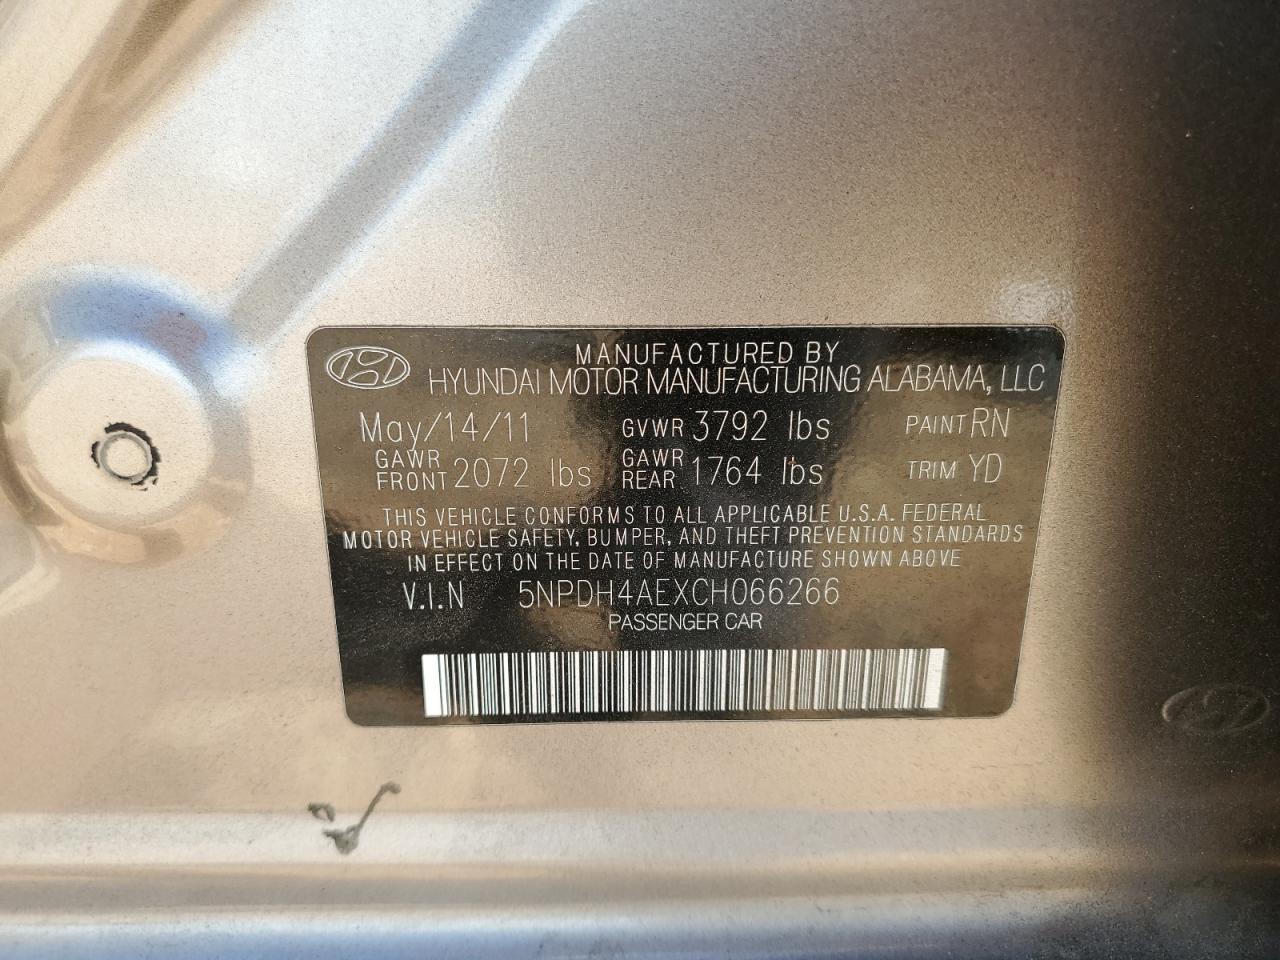 MANUFACTURED BY
HYUNDAI MOTOR MANUFACTURING ALABAMA, LLC
May/14/11 GVWR 3792 lbs PAINT RN
GAWR FRONT 2072 lbs GAWR REAR 1764 lbs TRIM YD
THIS VEHICLE CONFORMS TO ALL APPLICABLE U.S.A. FEDERAL
MOTOR VEHICLE SAFETY, BUMPER, AND THEFT PREVENTION STANDARDS
IN EFFECT ON THE DATE OF MANUFACTURE SHOWN ABOVE
V.I.N 5NPDH4AEXCH066266
PASSENGER CAR